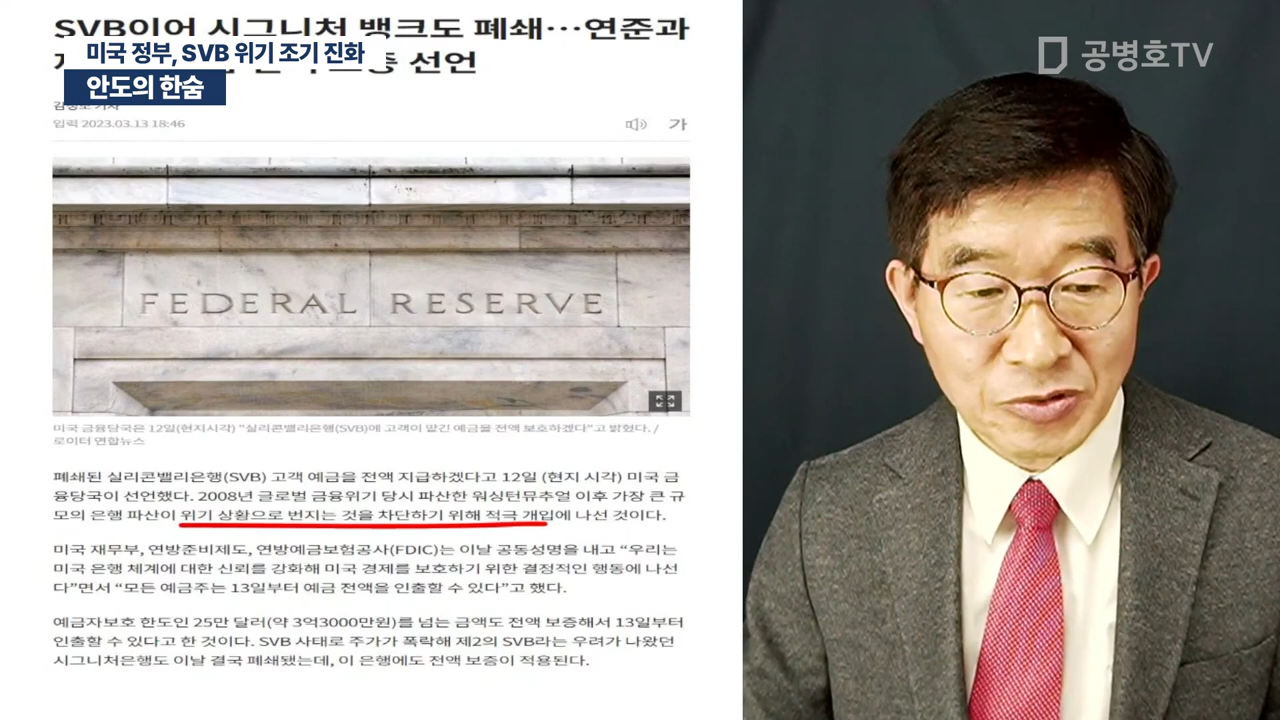 SVB이어 시그니처 뱅크도 폐쇄…연준과
미국 정부, SVB 위기 조기 진화
선언
안도의 한숨
입력 2023.03.13 18:46
가
공병호TV
FEDERAL RESERVE
미국 금융당국은 12일(현지시각) "실리콘밸리은행(SVB)에 고객이 맡긴 예금을 전액 보호하겠다"고 밝혔다. /
로이터 연합뉴스
폐쇄된 실리콘밸리은행(SVB) 고객 예금을 전액 지급하겠다고 12일 (현지 시각) 미국 금
융당국이 선언했다. 2008년 글로벌 금융위기 당시 파산한 워싱턴뮤추얼 이후 가장 큰 규
모의 은행 파산이 위기 상황으로 번지는 것을 차단하기 위해 적극 개입에 나선 것이다.
미국 재무부, 연방준비제도, 연방예금보험공사(FDIC)는 이날 공동성명을 내고 “우리는
미국 은행 체계에 대한 신뢰를 강화해 미국 경제를 보호하기 위한 결정적인 행동에 나선
다”면서 “모든 예금주는 13일부터 예금 전액을 인출할 수 있다”고 했다.
예금자보호 한도인 25만 달러(약 3억3000만원)를 넘는 금액도 전액 보증해서 13일부터
인출할 수 있다고 한 것이다. SVB 사태로 주가가 폭락해 제2의 SVB라는 우려가 나왔던
시그니처은행도 이날 결국 폐쇄됐는데, 이 은행에도 전액 보증이 적용된다.